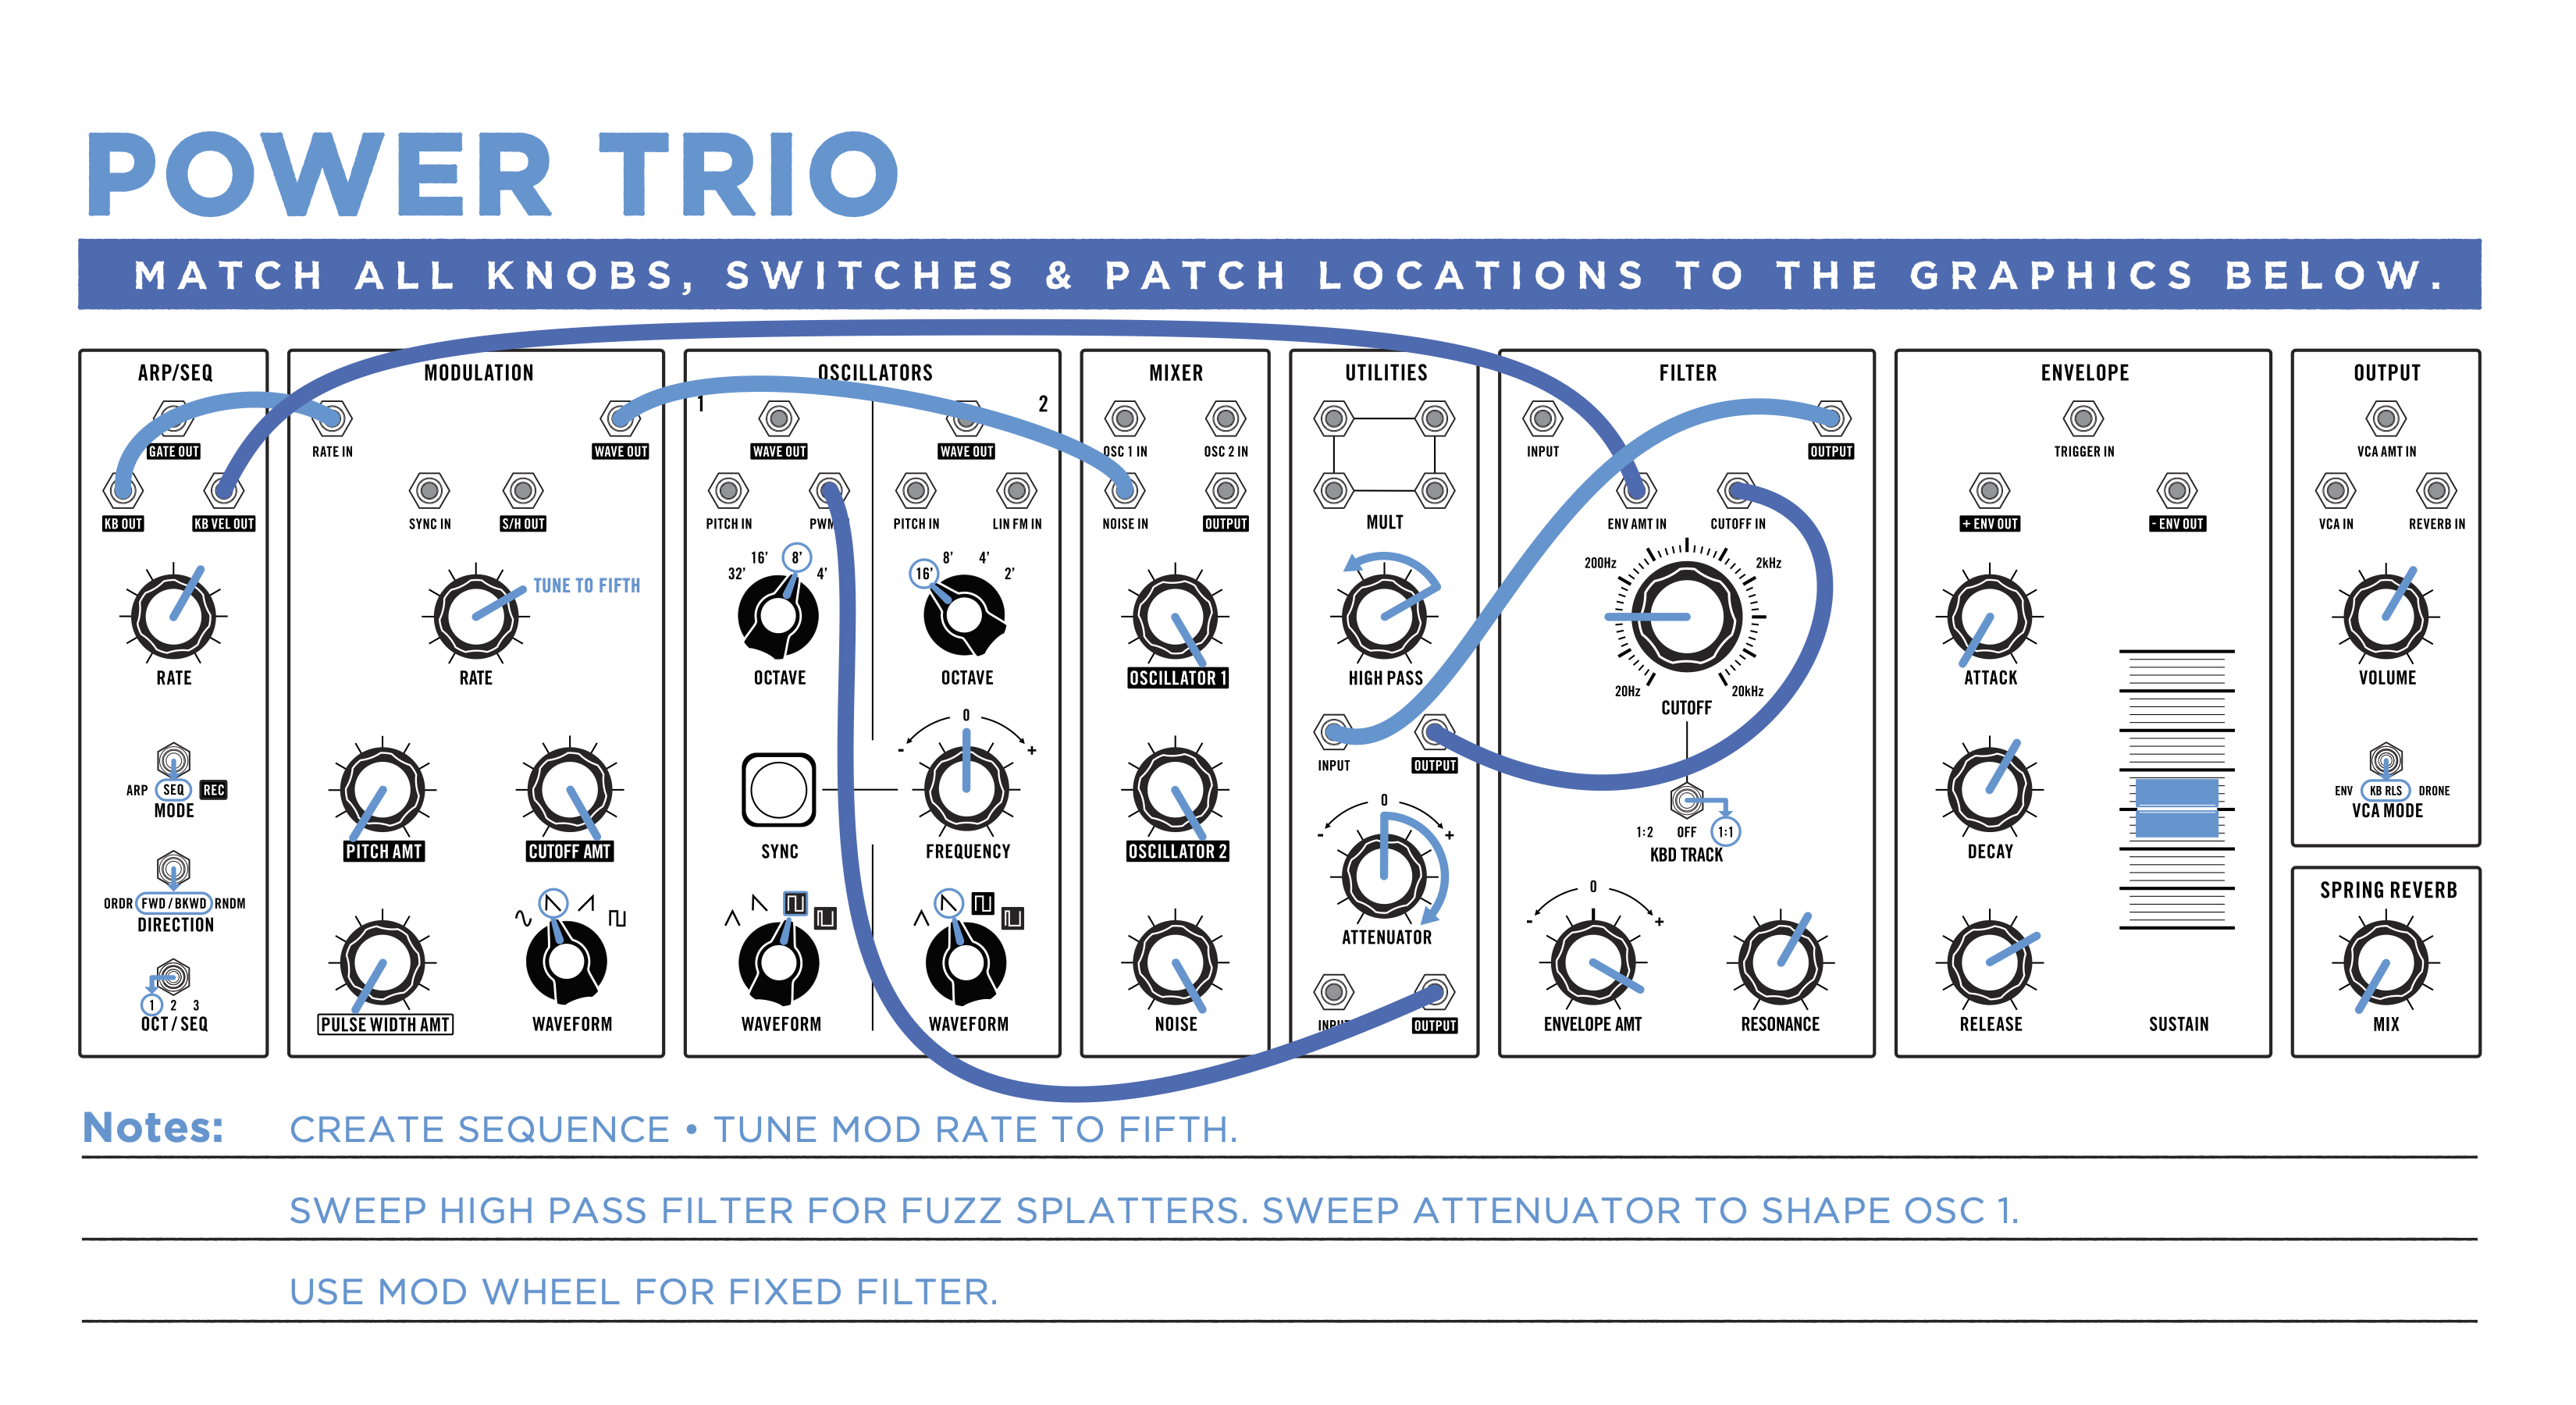 POWER TRIO
MATCH ALL KNOBS, SWITCHES & PATCH LOCATIONS TO THE GRAPHICS BELOW.
ARP/SEQ
GATE OUT
KB OUT KB VEL OUT
RATE
ARP SEQ REC
MODE
ORDR FWD / BKWD RNDM
DIRECTION
1 2 3
OCT / SEQ
MODULATION
RATE IN WAVE OUT
SYNC IN S/H OUT
TUNE TO FIFTH
RATE
PITCH AMT CUTOFF AMT
PULSE WIDTH AMT WAVEFORM
OSCILLATORS
1 2
WAVE OUT WAVE OUT
PITCH IN PWM PITCH IN LIN FM IN
32' 16' 8' 4' 16' 8' 4' 2'
OCTAVE OCTAVE
- 0 +
SYNC FREQUENCY
WAVEFORM WAVEFORM
MIXER
OSC 1 IN OSC 2 IN
NOISE IN OUTPUT
OSCILLATOR 1
OSCILLATOR 2
NOISE
UTILITIES
MULT
HIGH PASS
INPUT OUTPUT
- 0 +
ATTENUATOR
INPUT OUTPUT
FILTER
INPUT OUTPUT
ENV AMT IN CUTOFF IN
200Hz 2kHz
20Hz 20kHz
CUTOFF
1:2 OFF 1:1
KBD TRACK
- 0 +
ENVELOPE AMT RESONANCE
ENVELOPE
TRIGGER IN
+ ENV OUT - ENV OUT
ATTACK
DECAY
RELEASE SUSTAIN
OUTPUT
VCA AMT IN
VCA IN REVERB IN
VOLUME
ENV KB RLS DRONE
VCA MODE
SPRING REVERB
MIX
Notes: CREATE SEQUENCE • TUNE MOD RATE TO FIFTH.
SWEEP HIGH PASS FILTER FOR FUZZ SPLATTERS. SWEEP ATTENUATOR TO SHAPE OSC 1.
USE MOD WHEEL FOR FIXED FILTER.